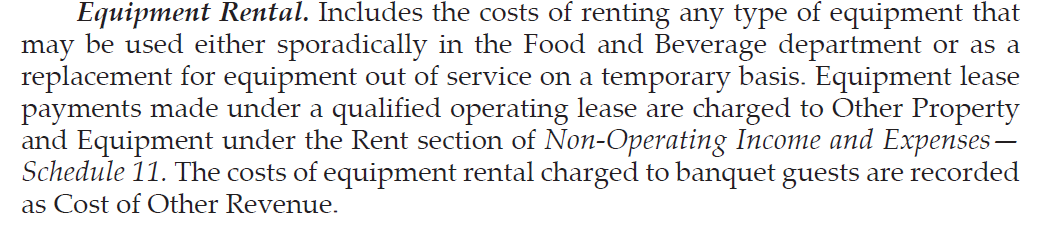 Equipment Rental. Includes the costs of renting any type of equipment that
may be used either sporadically in the Food and Beverage department or as a
replacement for equipment out of service on a temporary basis. Equipment lease
payments made under a qualified operating lease are charged to Other Property
and Equipment under the Rent section of Non-Operating Income and Expenses—
Schedule 11. The costs of equipment rental charged to banquet guests are recorded
as Cost of Other Revenue.